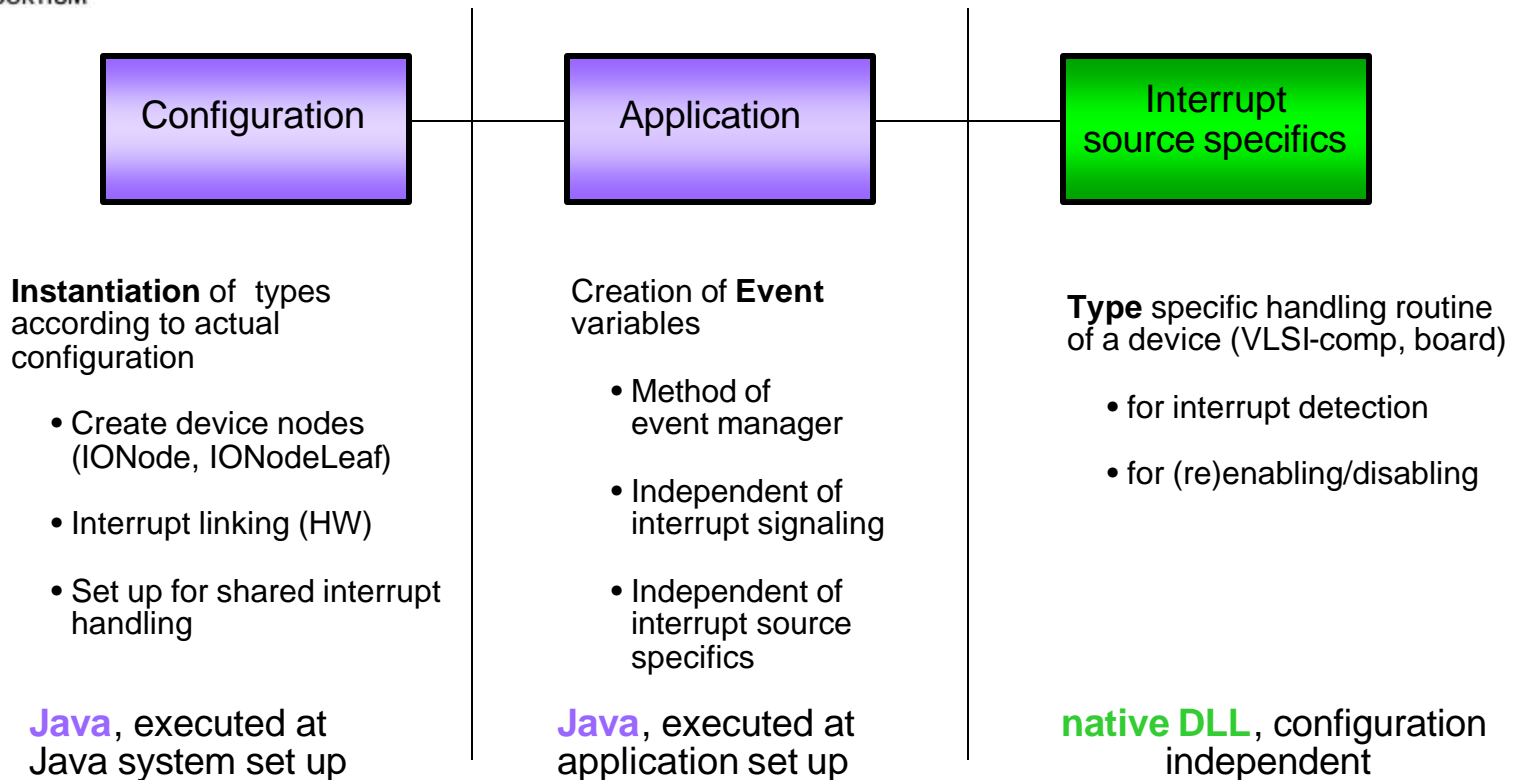 Configuration
Application
Interrupt
source specifics
Instantiation of types
according to actual
configuration
• Create device nodes
(IONode, IONodeLeaf)
• Interrupt linking (HW)
• Set up for shared interrupt
handling
Java, executed at
Java system set up
Creation of Event
variables
• Method of
event manager
• Independent of
interrupt signaling
• Independent of
interrupt source
specifics
Java, executed at
application set up
Type specific handling routine
of a device (VLSI-comp, board)
• for interrupt detection
• for (re)enabling/disabling
native DLL, configuration
independent